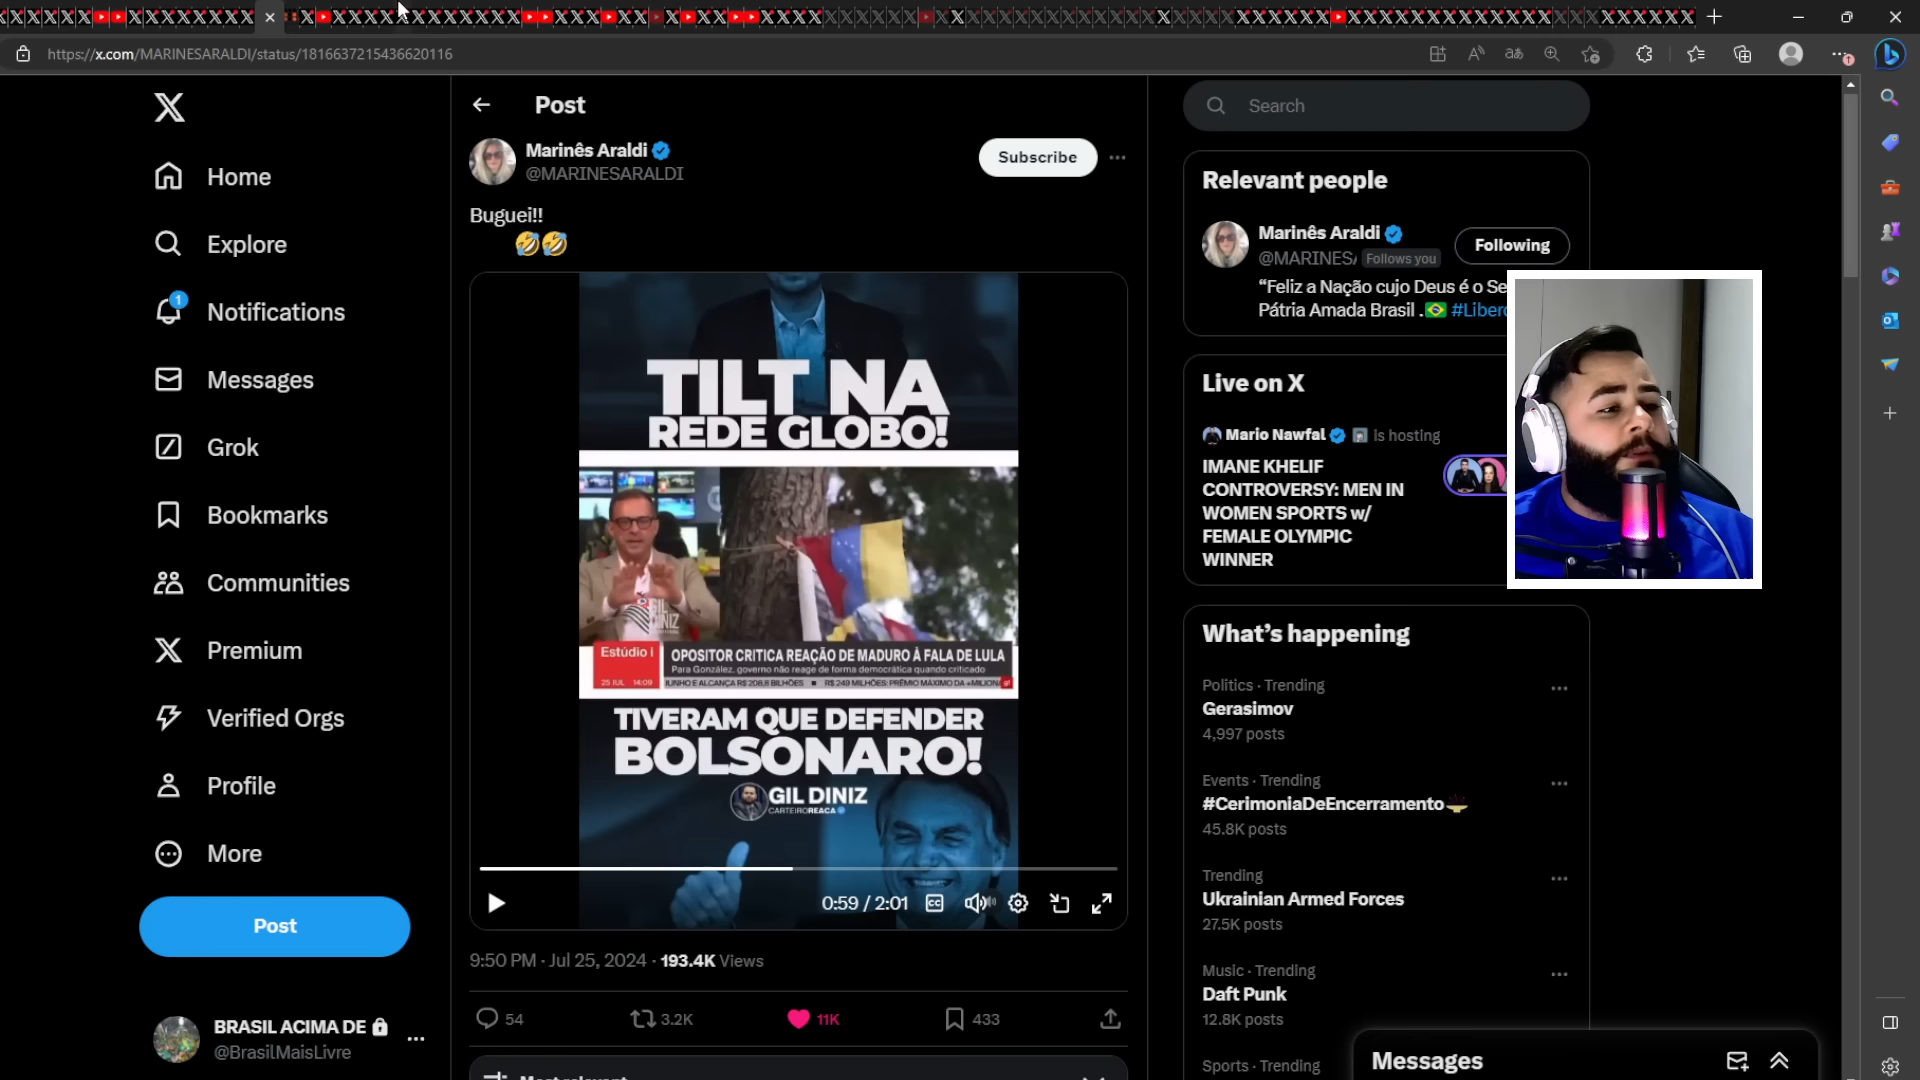 https://x.com/MARINESARALDI/status/1816637215436620116
Home
Explore
1
Notifications
Messages
Grok
Bookmarks
Communities
Premium
Verified Orgs
Profile
More
Post
BRASIL ACIMA DE
@BrasilMaisLivre
Post
Marinês Araldi
@MARINESARALDI
Subscribe
Buguei!!
🤣🤣
TILT NA
REDE GLOBO!
Estúdio i
25 JUL 14:09
OPOSITOR CRITICA REAÇÃO DE MADURO À FALA DE LULA
Para González, governo não reage de forma democrática quando criticado
JUNHO E ALCANÇA R$ 208,8 BILHÕES ■ R$ 249 MILHÕES: PRÊMIO MÁXIMO DA +MILION
TIVERAM QUE DEFENDER
BOLSONARO!
GIL DINIZ
CARTEIROREAÇA
0:59 / 2:01
CC
9:50 PM · Jul 25, 2024 · 193.4K Views
54
3.2K
11K
433
Most relevant
Search
Relevant people
Marinês Araldi
@MARINES
Follows you
Following
“Feliz a Nação cujo Deus é o Se
Pátria Amada Brasil .🇧🇷 #Liber
Live on X
Mario Nawfal is hosting
IMANE KHELIF
CONTROVERSY: MEN IN
WOMEN SPORTS w/
FEMALE OLYMPIC
WINNER
What’s happening
Politics · Trending
Gerasimov
4,997 posts
Events · Trending
#CerimoniaDeEncerramento
45.8K posts
Trending
Ukrainian Armed Forces
27.5K posts
Music · Trending
Daft Punk
12.8K posts
Sports · Trending
Messages